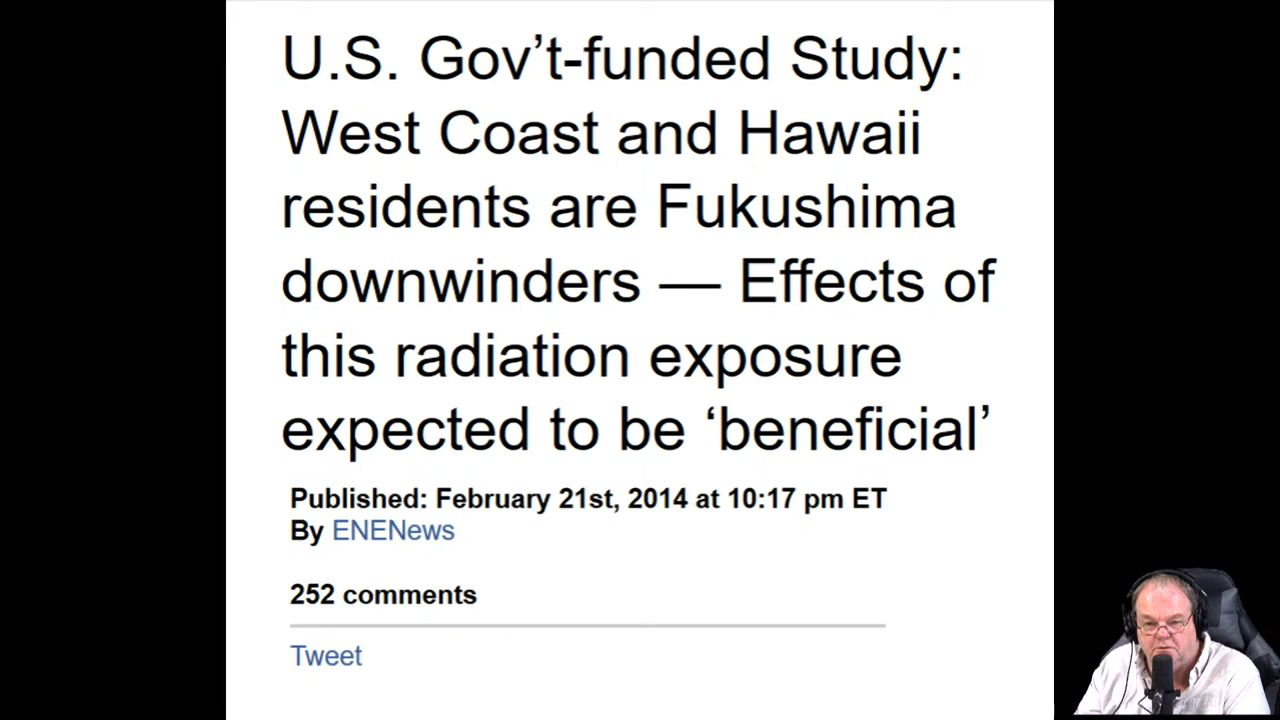 U.S. Gov’t-funded Study:
West Coast and Hawaii
residents are Fukushima
downwinders — Effects of
this radiation exposure
expected to be ‘beneficial’
Published: February 21st, 2014 at 10:17 pm ET
By ENENews
252 comments
Tweet